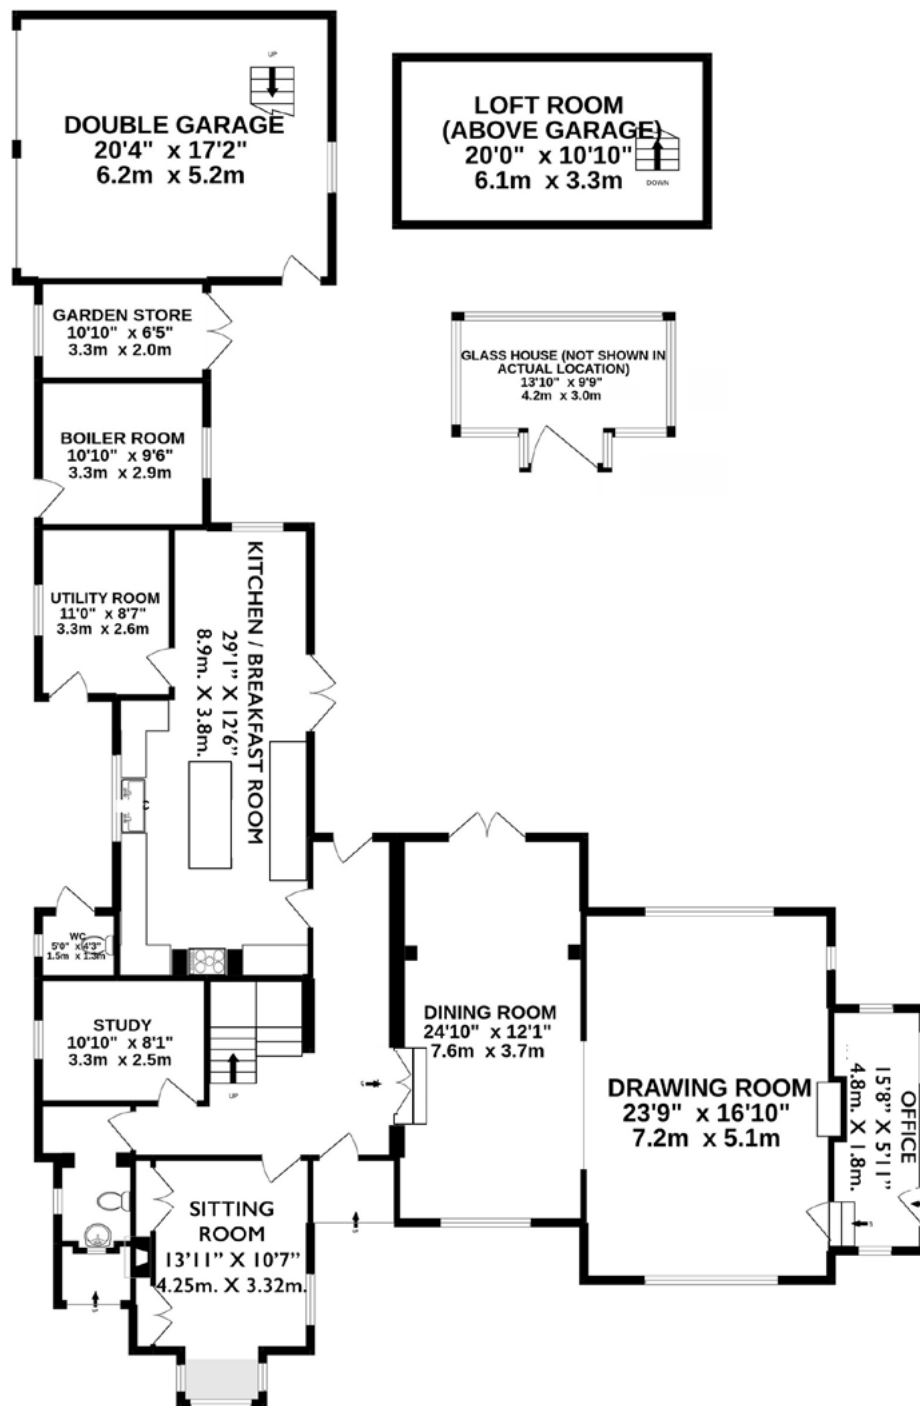 UP
DOUBLE GARAGE
20'4" x 17'2"
6.2m x 5.2m
LOFT ROOM
(ABOVE GARAGE)
20'0" x 10'10"
6.1m x 3.3m
DOWN
GARDEN STORE
10'10" x 6'5"
3.3m x 2.0m
GLASS HOUSE (NOT SHOWN IN
ACTUAL LOCATION)
13'10" x 9'9"
4.2m x 3.0m
BOILER ROOM
10'10" x 9'6"
3.3m x 2.9m
UTILITY ROOM
11'0" x 8'7"
3.3m x 2.6m
KITCHEN / BREAKFAST ROOM
29'1" X 12'6"
8.9m. X 3.8m.
WC
5'0" x 4'3"
1.5m x 1.3m
STUDY
10'10" x 8'1"
3.3m x 2.5m
UP
DINING ROOM
24'10" x 12'1"
7.6m x 3.7m
DRAWING ROOM
23'9" x 16'10"
7.2m x 5.1m
OFFICE
15'8" X 5'11"
4.8m. X 1.8m.
SITTING
ROOM
13'11" X 10'7"
4.25m. X 3.32m.